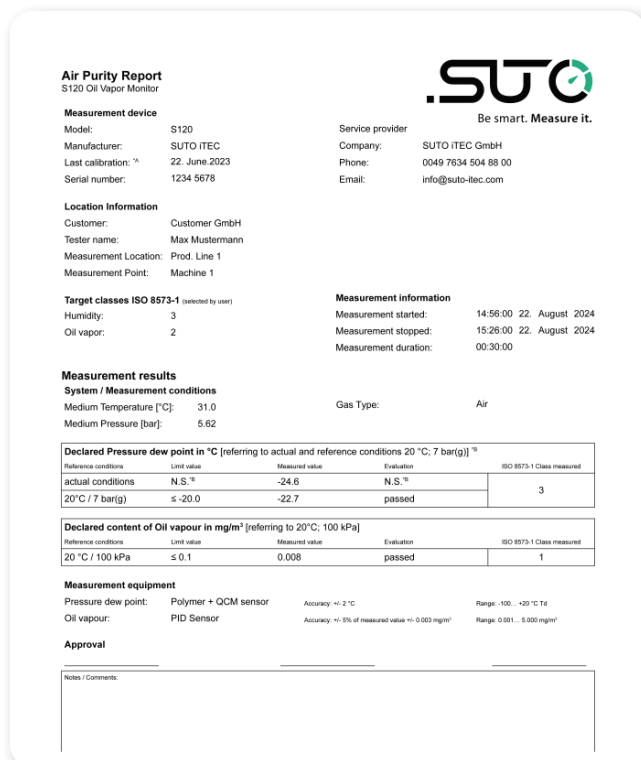 Air Purity Report
S120 Oil Vapor Monitor
.SUTO
Be smart. Measure it.
Measurement device
Model: S120
Manufacturer: SUTO iTEC
Last calibration: *A 22. June.2023
Serial number: 1234 5678
Service provider
Company: SUTO iTEC GmbH
Phone: 0049 7634 504 88 00
Email: info@suto-itec.com
Location Information
Customer: Customer GmbH
Tester name: Max Mustermann
Measurement Location: Prod. Line 1
Measurement Point: Machine 1
Target classes ISO 8573-1 (selected by user)
Humidity: 3
Oil vapor: 2
Measurement information
Measurement started: 14:56:00 22. August 2024
Measurement stopped: 15:26:00 22. August 2024
Measurement duration: 00:30:00
Measurement results
System / Measurement conditions
Medium Temperature [°C]: 31.0
Medium Pressure [bar]: 5.62
Gas Type: Air
Declared Pressure dew point in °C [referring to actual and reference conditions 20 °C; 7 bar(g)] *B
Reference conditions Limit value Measured value Evaluation ISO 8573-1 Class measured
actual conditions N.S.*B -24.6 N.S.*B 3
20°C / 7 bar(g) ≤ -20.0 -22.7 passed
Declared content of Oil vapour in mg/m³ [referring to 20°C; 100 kPa]
Reference conditions Limit value Measured value Evaluation ISO 8573-1 Class measured
20 °C / 100 kPa ≤ 0.1 0.008 passed 1
Measurement equipment
Pressure dew point: Polymer + QCM sensor Accuracy: +/- 2 °C Range: -100... +20 °C Td
Oil vapour: PID Sensor Accuracy: +/- 5% of measured value +/- 0.003 mg/m³ Range: 0.001... 5.000 mg/m³
Approval
Notes / Comments: